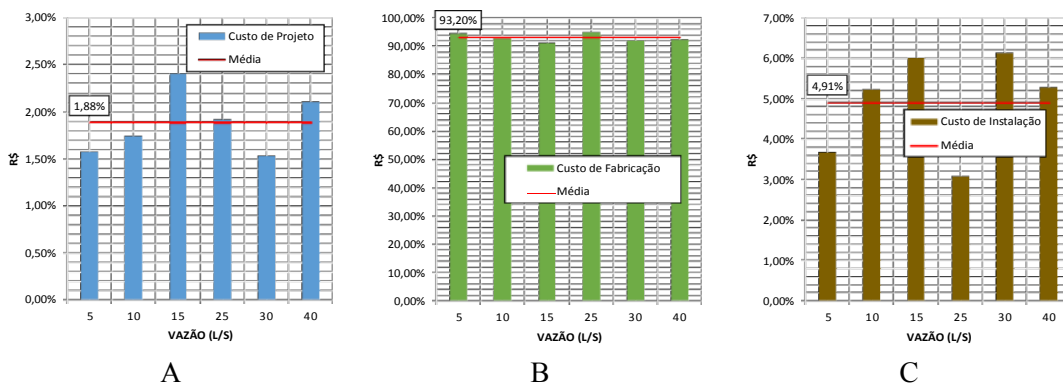 3,00%
2,50%
2,00%
1,50%
1,00%
0,50%
0,00%
R$
Custo de Projeto
Média
1,88%
5 10 15 25 30 40
VAZÃO (L/S)
A
100,00%
90,00%
80,00%
70,00%
60,00%
50,00%
40,00%
30,00%
20,00%
10,00%
0,00%
R$
93,20%
Custo de Fabricação
Média
5 10 15 25 30 40
VAZÃO (L/S)
B
7,00%
6,00%
5,00%
4,00%
3,00%
2,00%
1,00%
0,00%
R$
4,91%
Custo de Instalação
Média
5 10 15 25 30 40
VAZÃO (L/S)
C